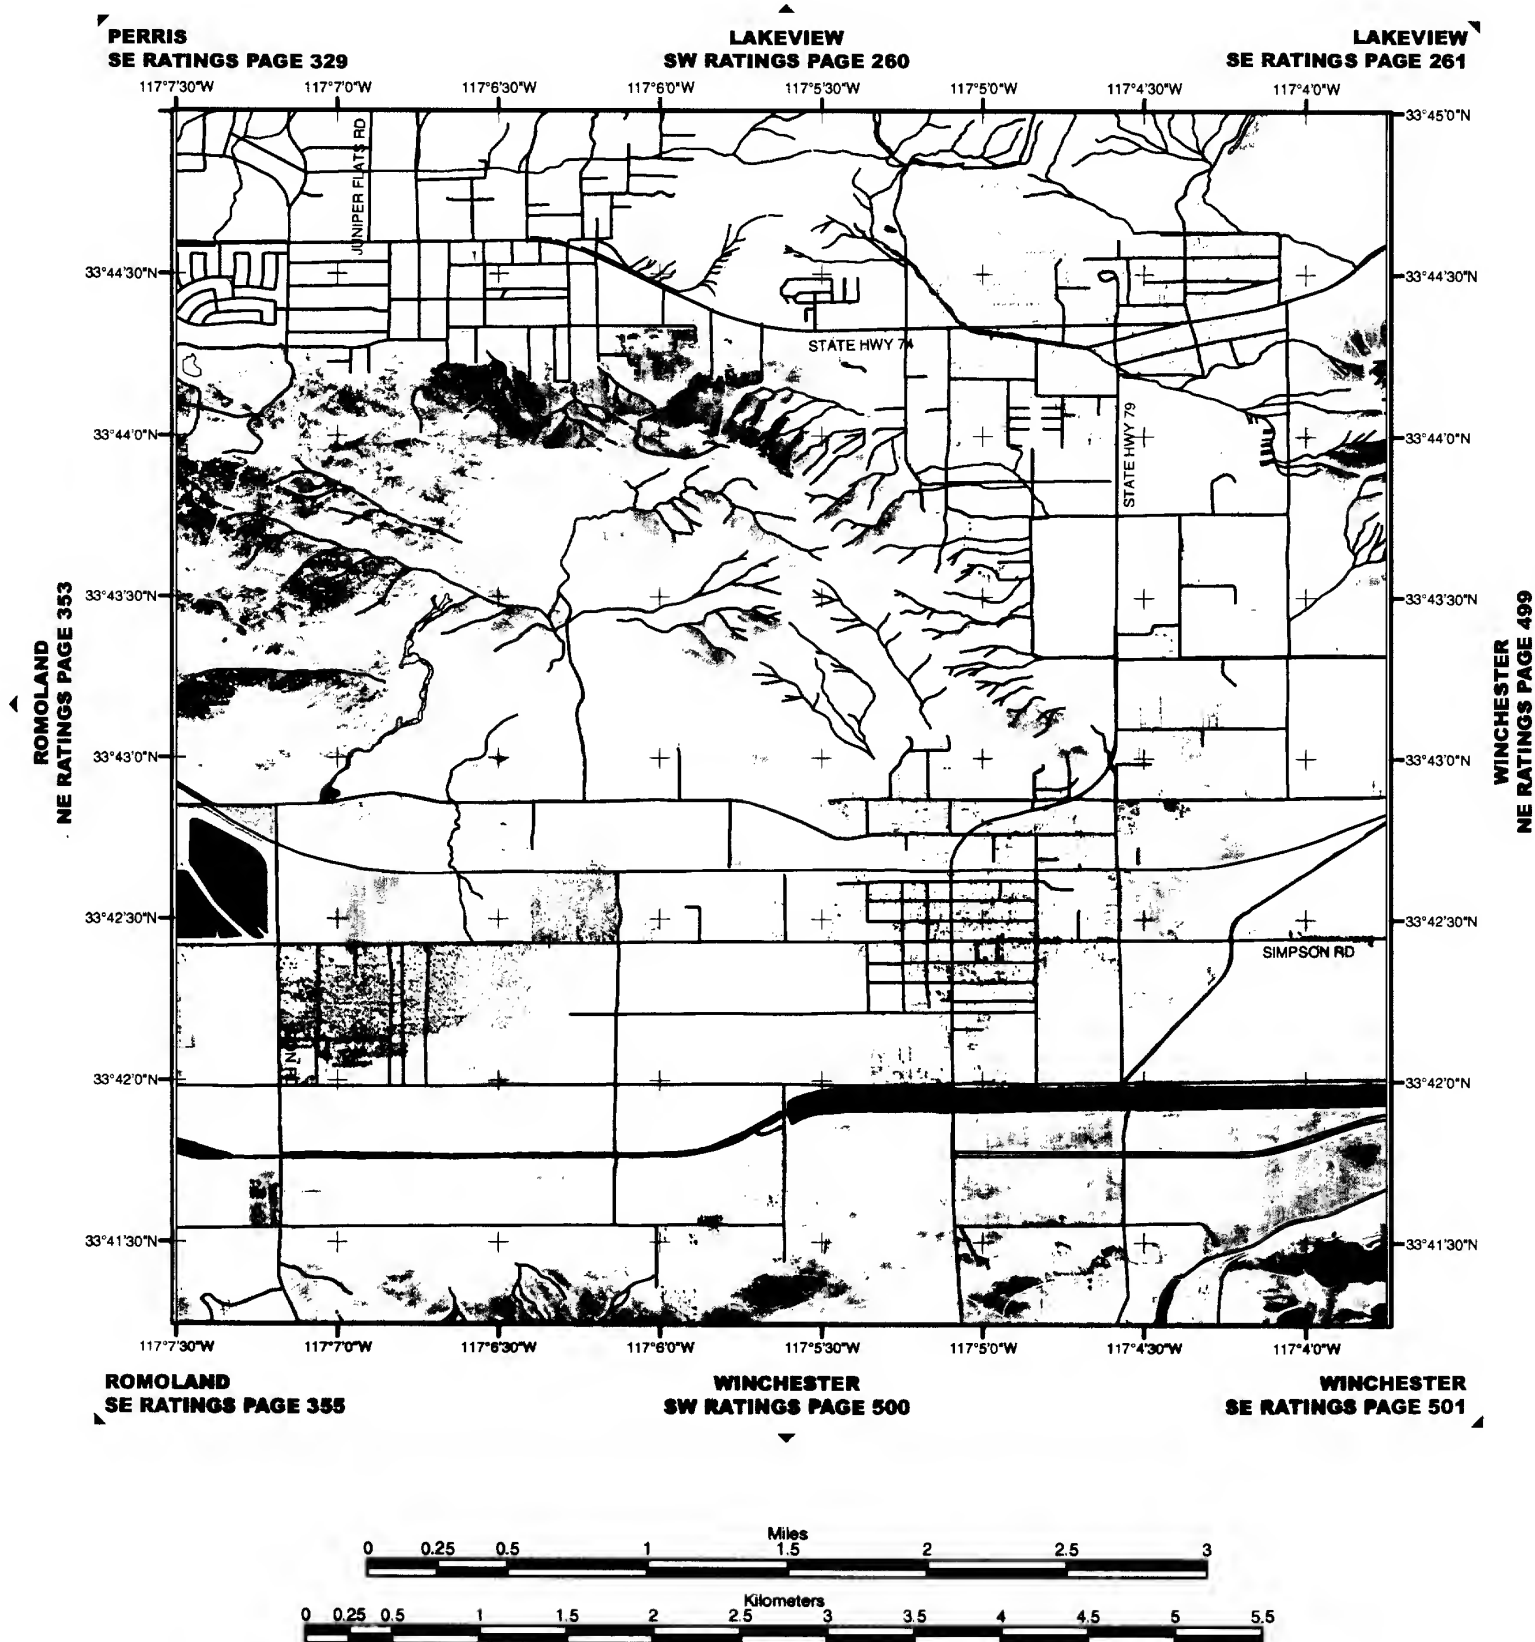 PERRIS
SE RATINGS PAGE 329
LAKEVIEW
SW RATINGS PAGE 260
LAKEVIEW
SE RATINGS PAGE 261
117°7'30"W 117°7'0"W 117°6'30"W 117°6'0"W 117°5'30"W 117°5'0"W 117°4'30"W 117°4'0"W
33°45'0"N
JUNIPER FLATS RD
33°44'30"N 33°44'30"N
STATE HWY 74
STATE HWY 79
33°44'0"N 33°44'0"N
33°43'30"N 33°43'30"N
ROMOLAND
NE RATINGS PAGE 353
WINCHESTER
NE RATINGS PAGE 499
33°43'0"N 33°43'0"N
33°42'30"N 33°42'30"N
SIMPSON RD
33°42'0"N 33°42'0"N
33°41'30"N 33°41'30"N
117°7'30"W 117°7'0"W 117°6'30"W 117°6'0"W 117°5'30"W 117°5'0"W 117°4'30"W 117°4'0"W
ROMOLAND
SE RATINGS PAGE 355
WINCHESTER
SW RATINGS PAGE 500
WINCHESTER
SE RATINGS PAGE 501
Miles
0 0.25 0.5 1 1.5 2 2.5 3
Kilometers
0 0.25 0.5 1 1.5 2 2.5 3 3.5 4 4.5 5 5.5